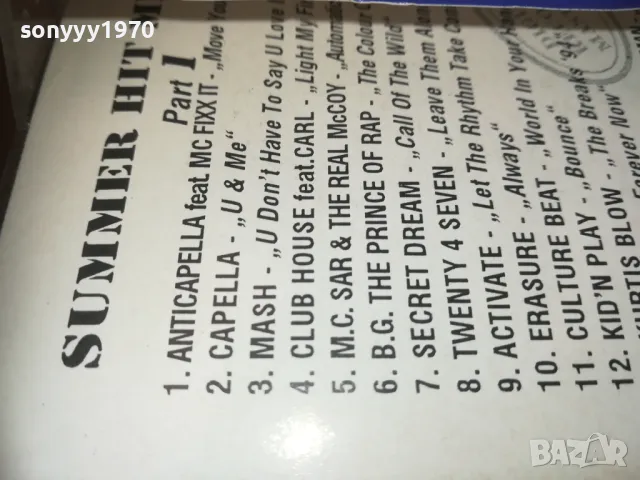 sonyyy1970
SUMMER HIT
Part 1
1. ANTICAPELLA feat. MC FIXX IT - „Move You
2. CAPELLA - „U & Me“
3. MASH - „U Don't Have To Say U Love
4. CLUB HOUSE feat.CARL - „Light My Fi
5. M.C. SAR & THE REAL McCOY - „Automatic
6. B.G. THE PRINCE OF RAP - „The Colour
7. SECRET DREAM - „Call Of The Wild“
8. TWENTY 4 SEVEN - „Leave Them Alon
9. ACTIVATE - „Let The Rhythm Take Con
10. ERASURE - „Always“
11. CULTURE BEAT - „World In Your Han
12. KID'N PLAY - „Bounce“
KURTIS BLOW - „The Breaks '94
Forever Now“
BAZAR